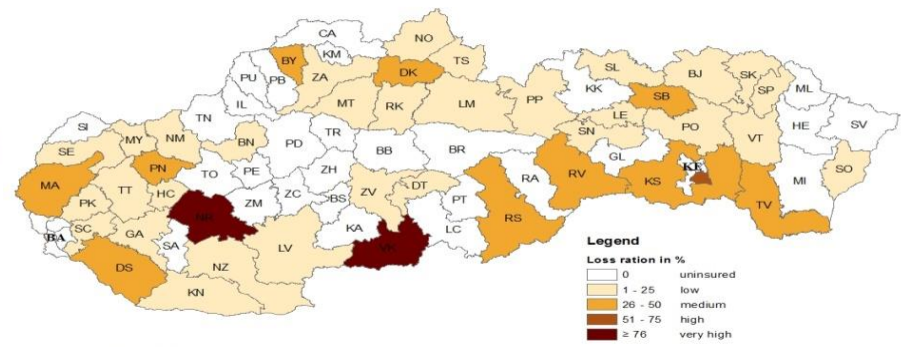 CA
NO
KM
BY
TS
PU
PB
ZA
DK
SL
BJ
SK
KK
SP
ML
IL
MT
RK
LM
PP
SB
LE
TN
SI
MY
NM
BN
PD
TR
BB
BR
SN
PO
VT
HE
SV
SE
PN
TO
PE
ZH
GL
KE
MA
TT
HC
ZC
BS
ZV
DT
RA
RV
KS
MI
SO
PK
NR
ZM
PT
RS
TV
BA
SC
GA
SA
LV
KA
VK
LC
DS
NZ
KN
Legend
Loss ration in %
0 uninsured
1 - 25 low
26 - 50 medium
51 - 75 high
≥ 76 very high